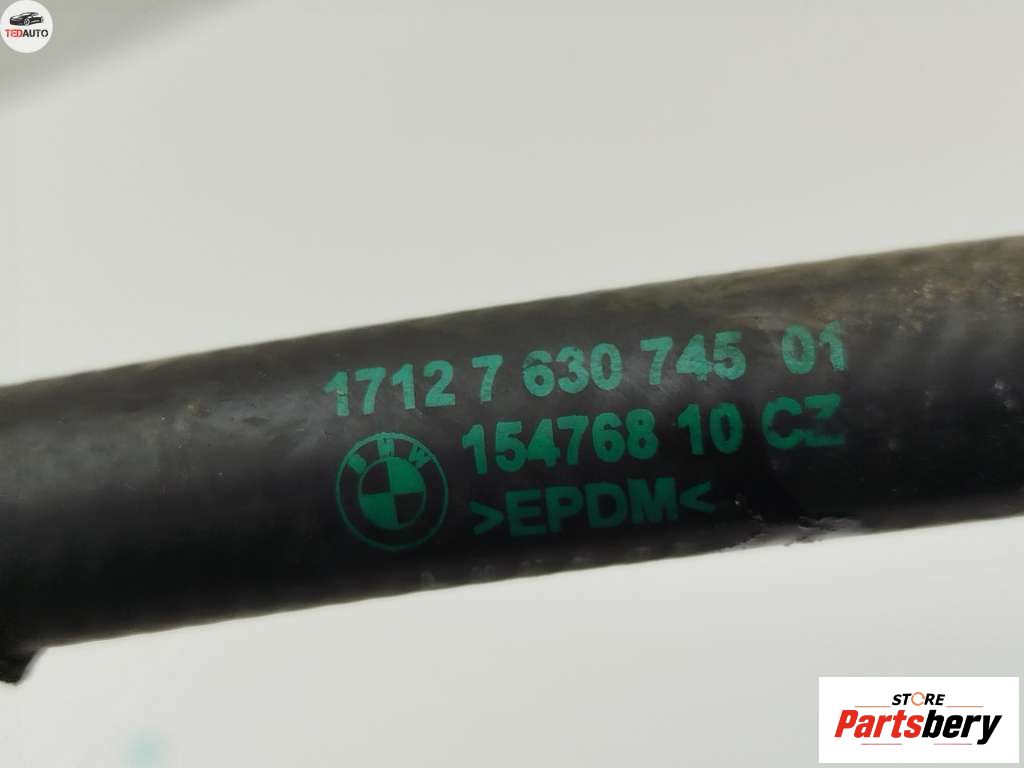 TEDAUTO
1712 7 630 745 01
BMW
154768 10 CZ
>EPDM<
STORE
Partsbery